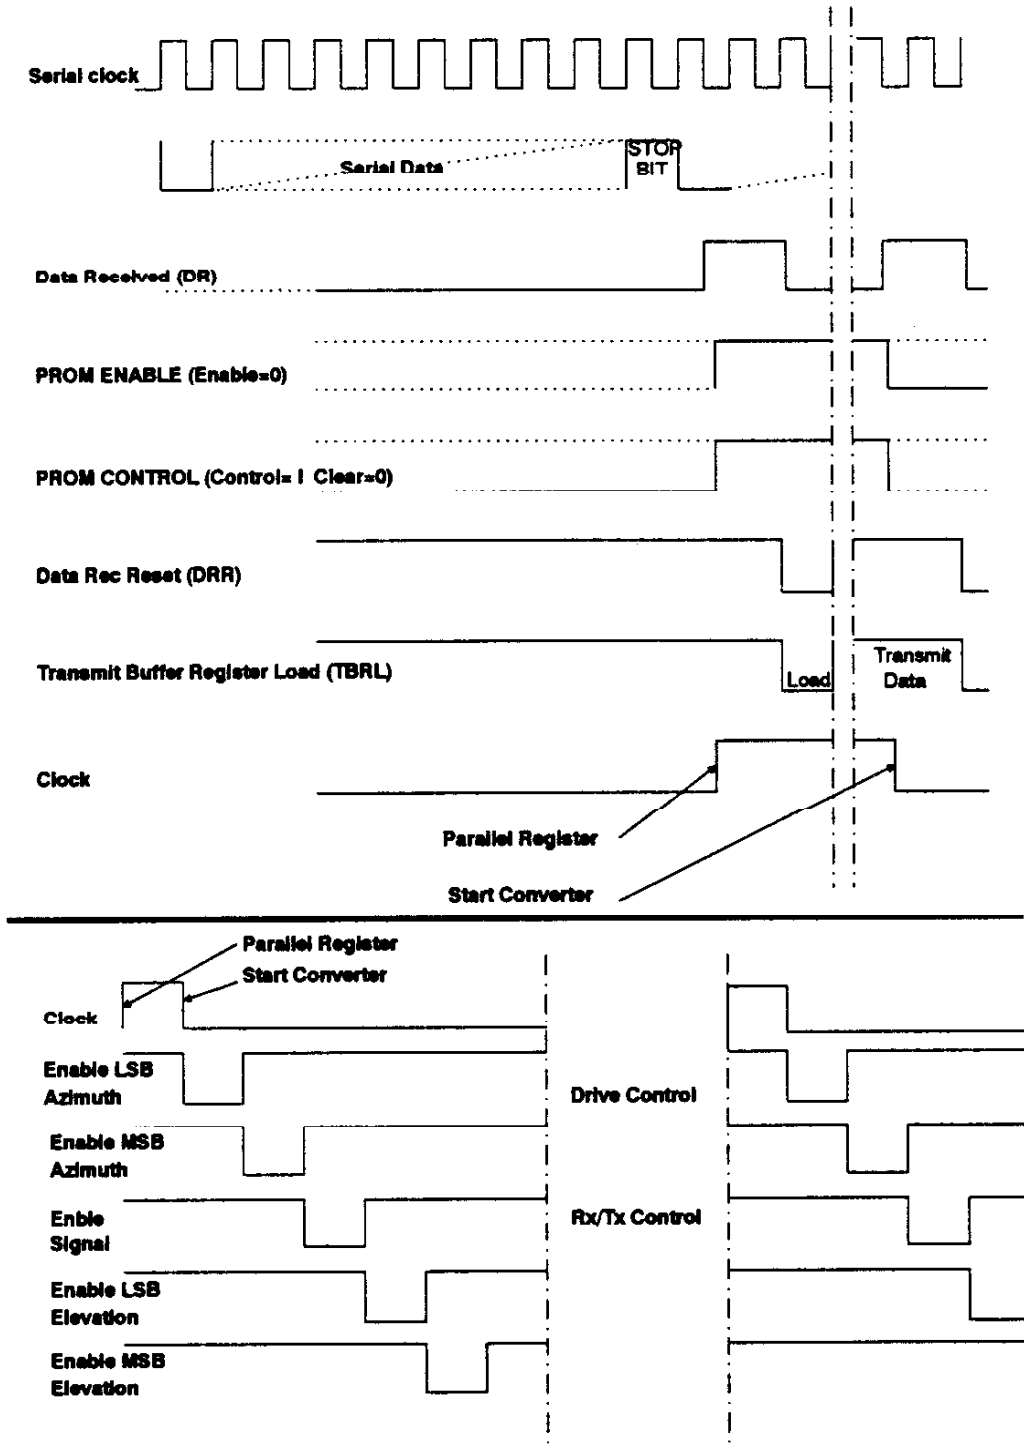 Serial clock
Serial Data
STOP
BIT
Data Received (DR)
PROM ENABLE (Enable=0)
PROM CONTROL (Control= I Clear=0)
Data Rec Reset (DRR)
Transmit Buffer Register Load (TBRL)
Load
Transmit
Data
Clock
Parallel Register
Start Converter
Parallel Register
Start Converter
Clock
Enable LSB
Azimuth
Drive Control
Enable MSB
Azimuth
Enble
Signal
Rx/Tx Control
Enable LSB
Elevation
Enable MSB
Elevation